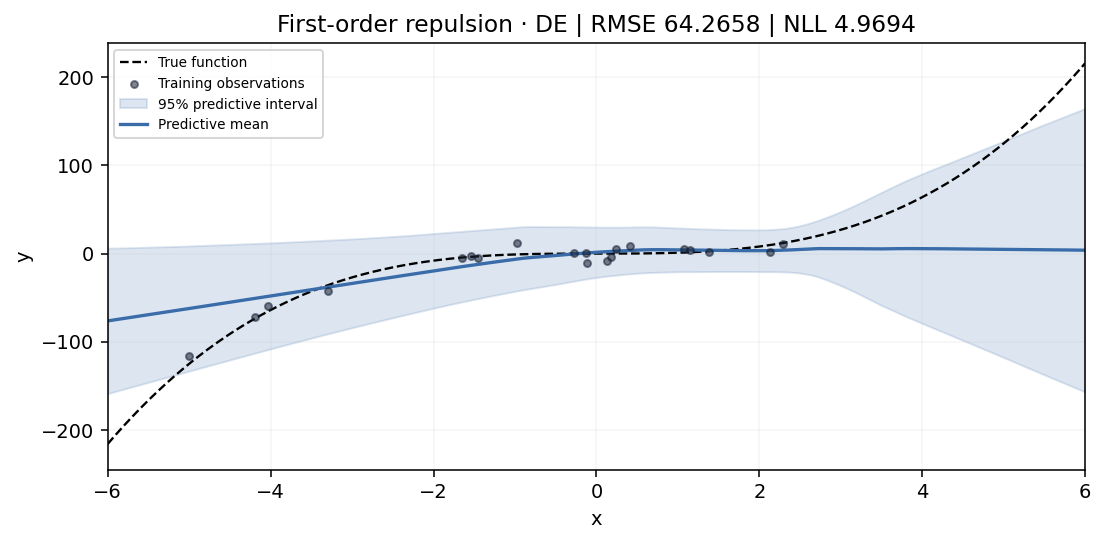 First-order repulsion · DE | RMSE 64.2658 | NLL 4.9694
True function
Training observations
95% predictive interval
Predictive mean
y
200
100
0
−100
−200
−6
−4
−2
0
2
4
6
x